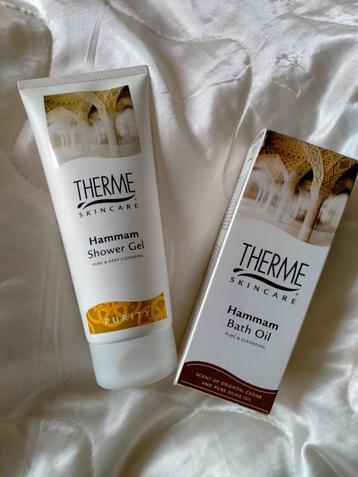 THERME
SKINCARE
Hammam
Shower Gel
PURE & DEEP CLEANSING
PURITY
THERME
SKINCARE
Hammam
Bath Oil
PURE & CLEANSING
SCENT OF ORIENTAL CEDAR
AND PURE OLIVE OIL